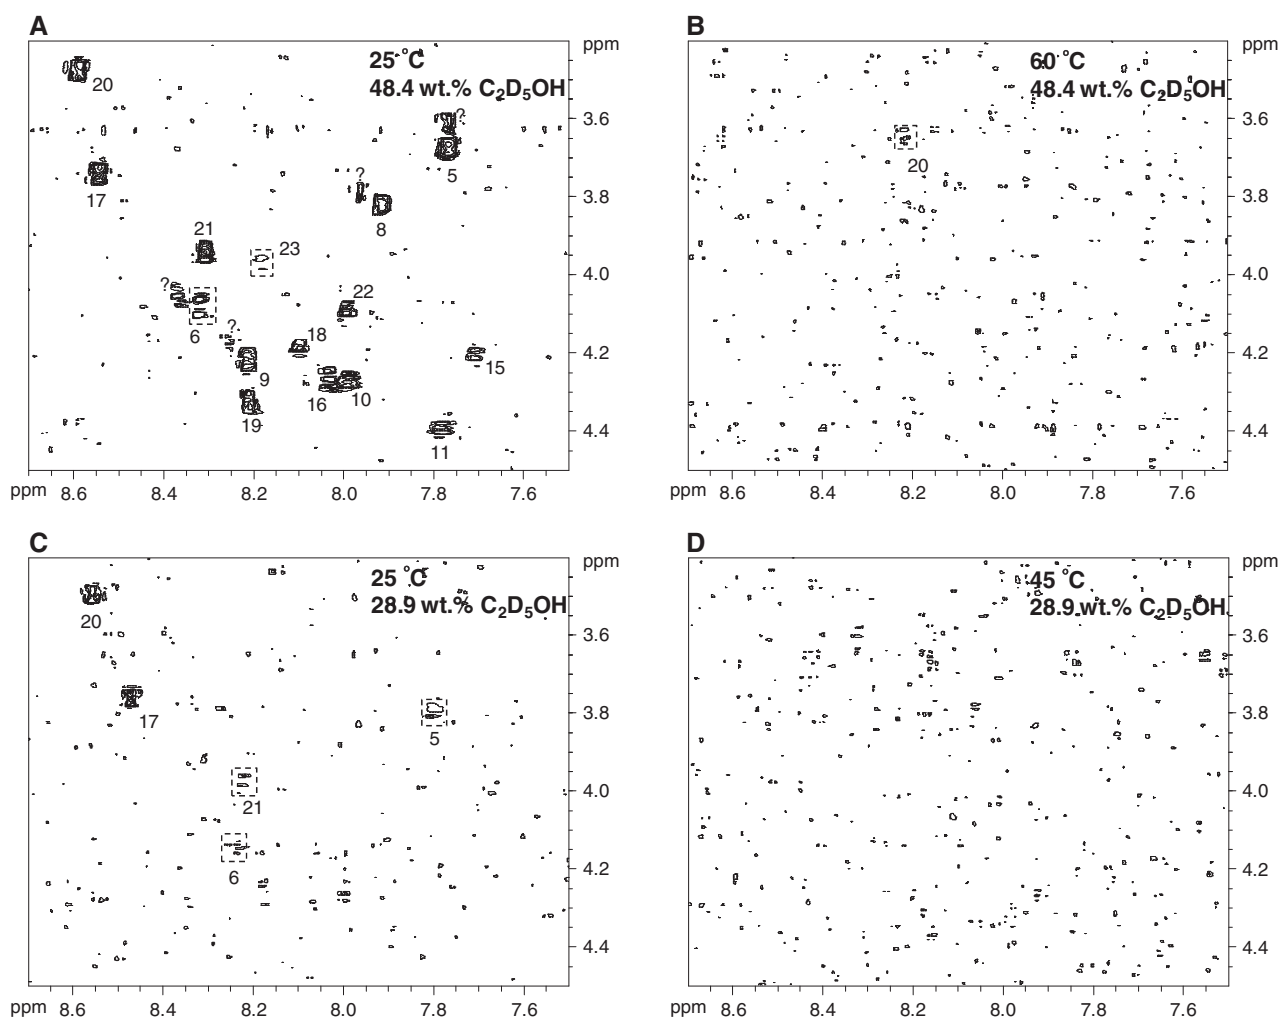 A
25 °C
48.4 wt.% C2D5OH
ppm
20
?
3.6
5
17
?
3.8
8
21
23
4.0
?
22
6
?
18
4.2
9
15
16
10
19
11
4.4
ppm 8.6 8.4 8.2 8.0 7.8 7.6
B
60 °C
48.4 wt.% C2D5OH
ppm
3.6
20
3.8
4.0
4.2
4.4
ppm 8.6 8.4 8.2 8.0 7.8 7.6
C
25 °C
28.9 wt.% C2D5OH
ppm
20
3.6
17
3.8
5
4.0
21
6
4.2
4.4
ppm 8.6 8.4 8.2 8.0 7.8 7.6
D
45 °C
28.9 wt.% C2D5OH
ppm
3.6
3.8
4.0
4.2
4.4
ppm 8.6 8.4 8.2 8.0 7.8 7.6